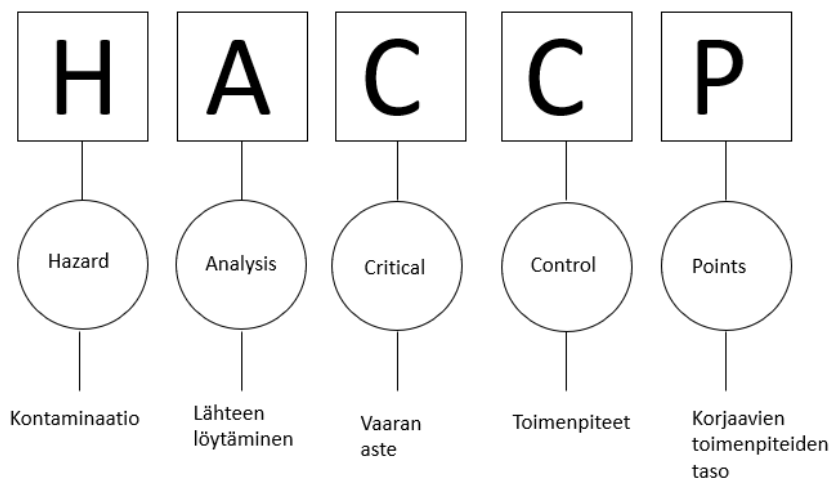 H A C C P
Hazard Analysis Critical Control Points
Kontaminaatio
Lähteen
löytäminen
Vaaran
aste
Toimenpiteet
Korjaavien
toimenpiteiden
taso